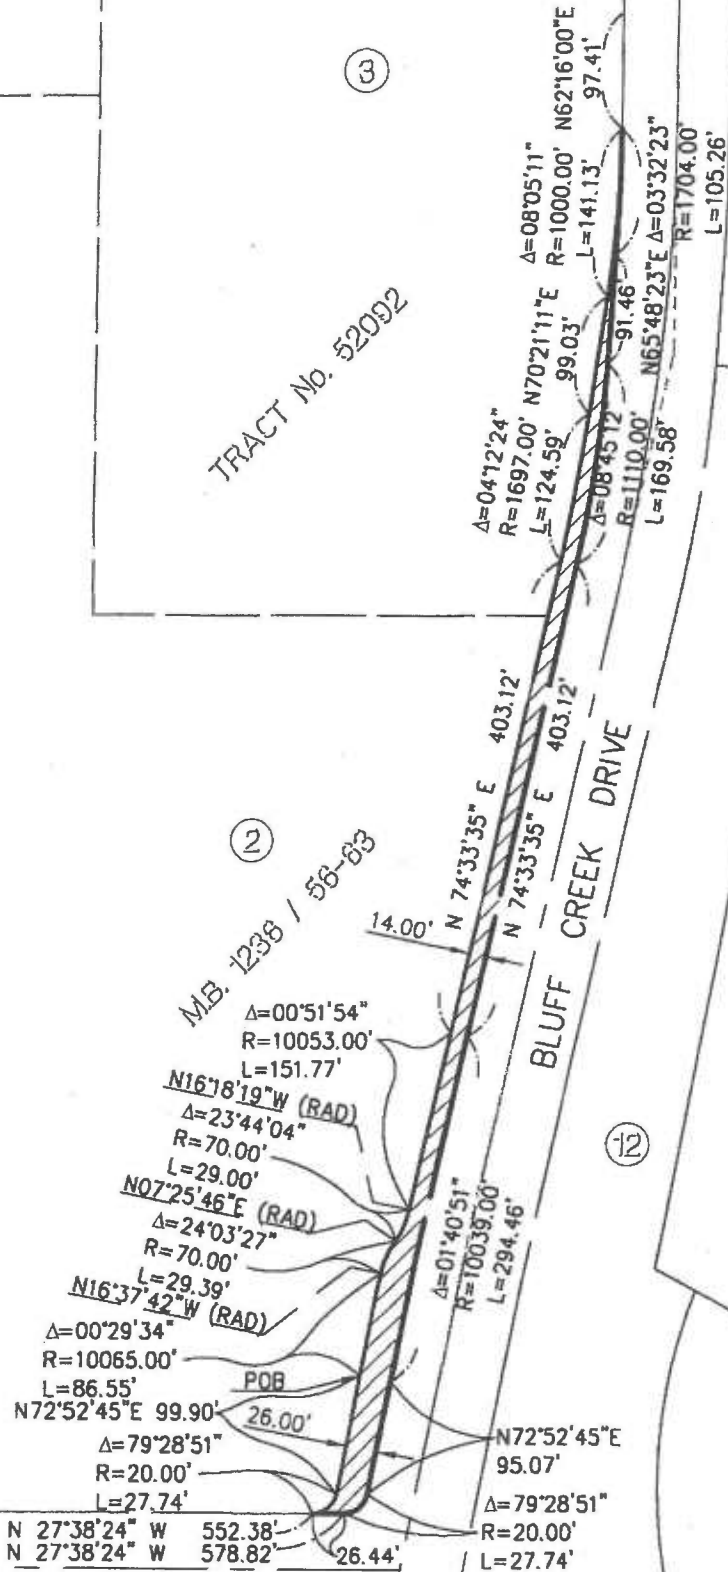 3
N62°16'00"E
97.41'
Δ=08°05'11"
R=1000.00'
L=141.13'
Δ=03°32'23"
R=1704.00'
L=105.26'
N65°48'23"E
91.46'
N70°21'11"E
99.03'
TRACT No. 52092
Δ=04°12'24"
R=1697.00'
L=124.59'
Δ=08°45'12"
R=1110.00'
L=169.58'
N 74°33'35" E 403.12'
N 74°33'35" E 403.12'
BLUFF CREEK DRIVE
2
M.B. 1238 / 56-63
14.00'
Δ=00°51'54"
R=10053.00'
L=151.77'
N16°18'19"W (RAD)
Δ=23°44'04"
R=70.00'
L=29.00'
N07°25'46"E (RAD)
Δ=24°03'27"
R=70.00'
L=29.39'
N16°37'42"W (RAD)
12
Δ=01°40'51"
R=10039.00'
L=294.46'
Δ=00°29'34"
R=10065.00'
L=86.55'
POB
N72°52'45"E 99.90'
26.00'
Δ=79°28'51"
R=20.00'
L=27.74'
N72°52'45"E
95.07'
Δ=79°28'51"
R=20.00'
L=27.74'
N 27°38'24" W 552.38'
N 27°38'24" W 578.82'
26.44'